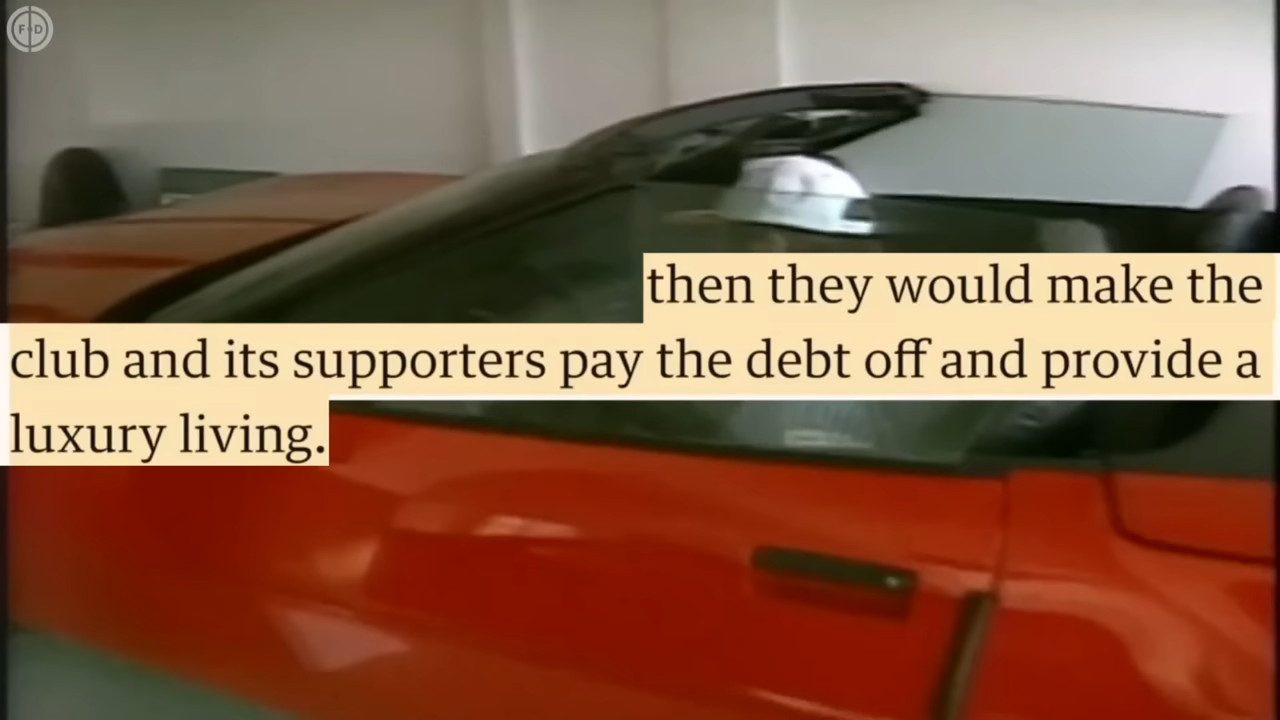 F D
then they would make the
club and its supporters pay the debt off and provide a
luxury living.